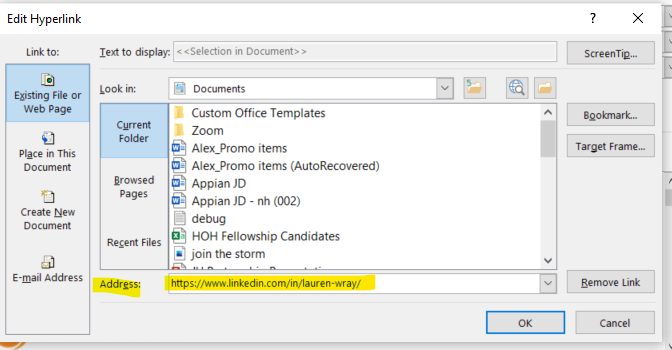 Edit Hyperlink
? ×
Link to:
Text to display: <<Selection in Document>>
ScreenTip...
Existing File or
Web Page
Look in: Documents
Place in This
Document
Create New
Document
E-mail Address
Current
Folder
Browsed
Pages
Recent Files
Custom Office Templates
Zoom
Alex_Promo items
Alex_Promo items (AutoRecovered)
Appian JD
Appian JD - nh (002)
debug
HOH Fellowship Candidates
join the storm
Bookmark...
Target Frame...
Address: https://www.linkedin.com/in/lauren-wray/
Remove Link
OK
Cancel